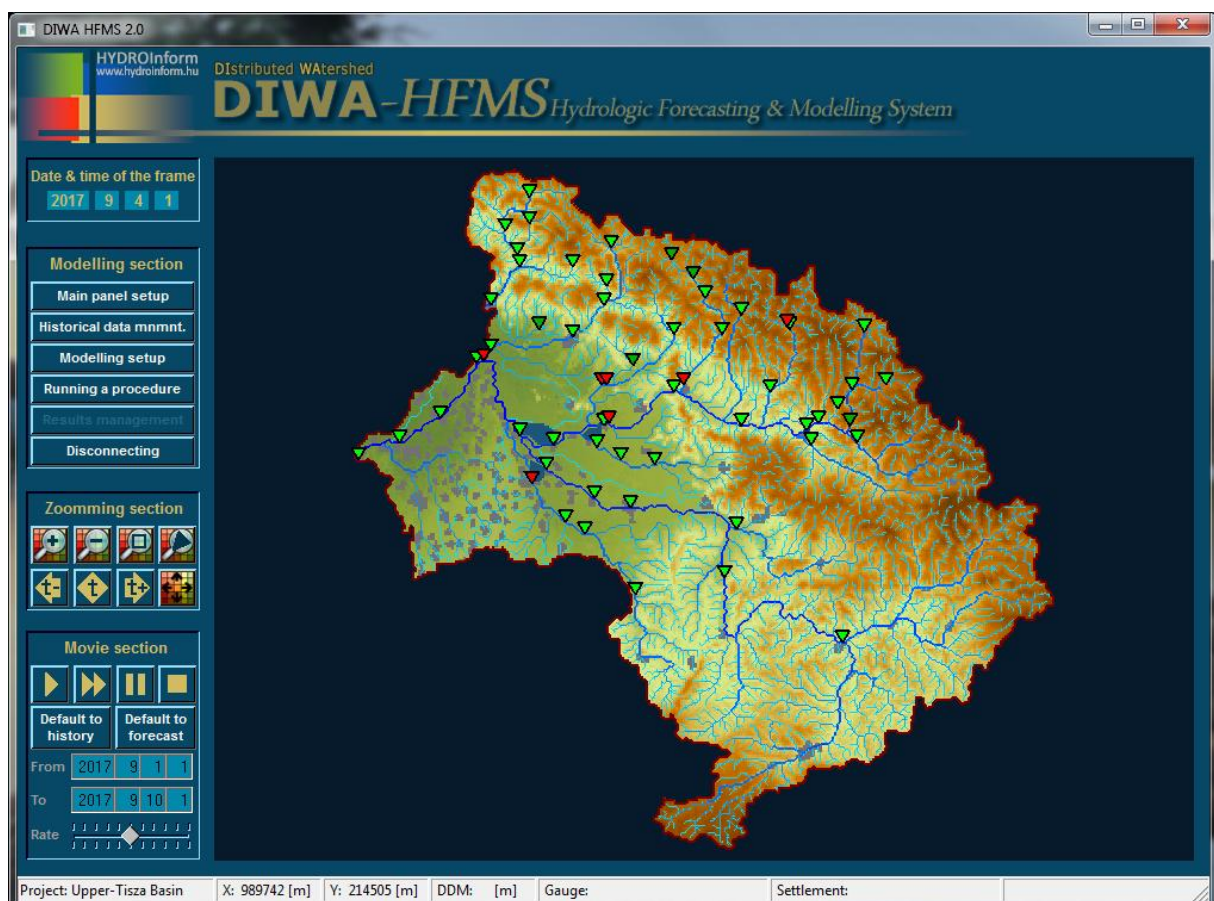 DIWA HFMS 2.0
HYDROInform
www.hydroinform.hu
DIstributed WAtershed
DIWA-HFMS Hydrologic Forecasting & Modelling System
Date & time of the frame
2017 9 4 1
Modelling section
Main panel setup
Historical data mnmnt.
Modelling setup
Running a procedure
Results management
Disconnecting
Zoomming section
t- t t+
Movie section
Default to history
Default to forecast
From 2017 9 1 1
To 2017 9 10 1
Rate
Project: Upper-Tisza Basin X: 989742 [m] Y: 214505 [m] DDM: [m] Gauge: Settlement: